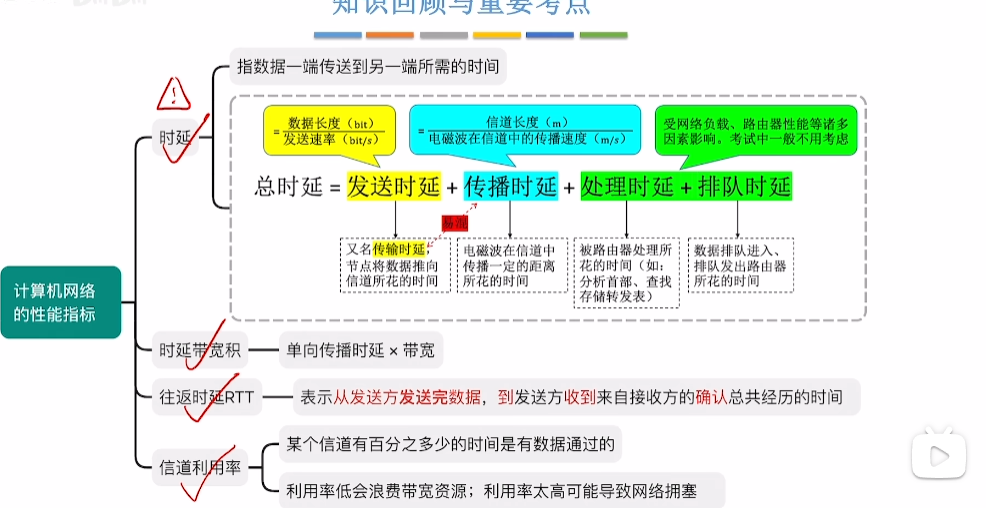 知识回顾与重要考点
指数据一端传送到另一端所需的时间
时延
=数据长度（bit）/发送速率（bit/s）
=信道长度（m）/电磁波在信道中的传播速度（m/s）
受网络负载、路由器性能等诸多
因素影响。考试中一般不用考虑
总时延 = 发送时延 + 传播时延 + 处理时延 + 排队时延
易混
又名传输时延，
节点将数据推向
信道所花的时间
电磁波在信道中
传播一定的距离
所花的时间
被路由器处理所
花的时间（如：
分析首部、查找
存储转发表）
数据排队进入、
排队发出路由器
所花的时间
计算机网络
的性能指标
时延带宽积
单向传播时延 × 带宽
往返时延RTT
表示从发送方发送完数据，到发送方收到来自接收方的确认总共经历的时间
信道利用率
某个信道有百分之多少的时间是有数据通过的
利用率低会浪费带宽资源；利用率太高可能导致网络拥塞